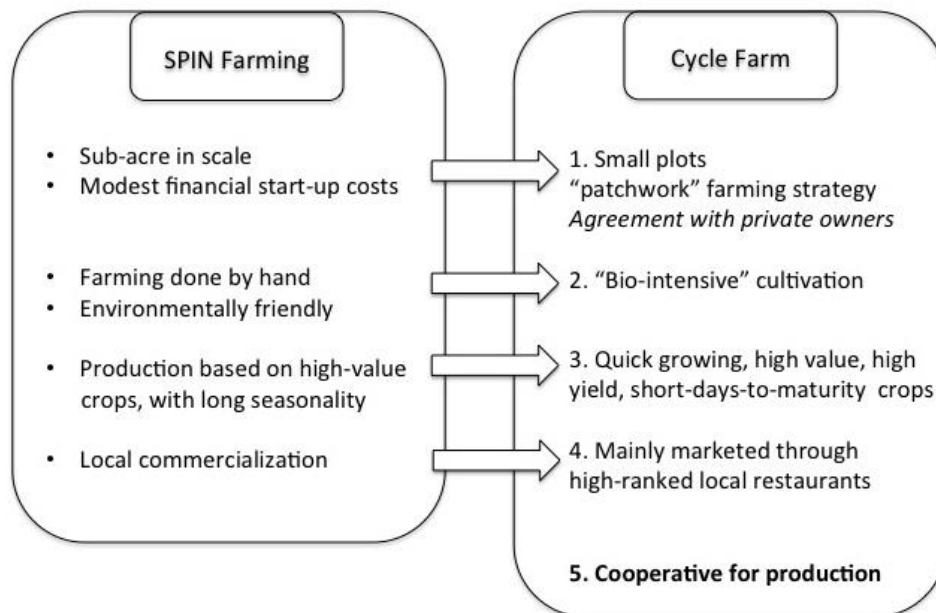 SPIN Farming
• Sub-acre in scale
• Modest financial start-up costs
• Farming done by hand
• Environmentally friendly
• Production based on high-value
crops, with long seasonality
• Local commercialization
Cycle Farm
1. Small plots
“patchwork” farming strategy
Agreement with private owners
2. “Bio-intensive” cultivation
3. Quick growing, high value, high
yield, short-days-to-maturity crops
4. Mainly marketed through
high-ranked local restaurants
5. Cooperative for production